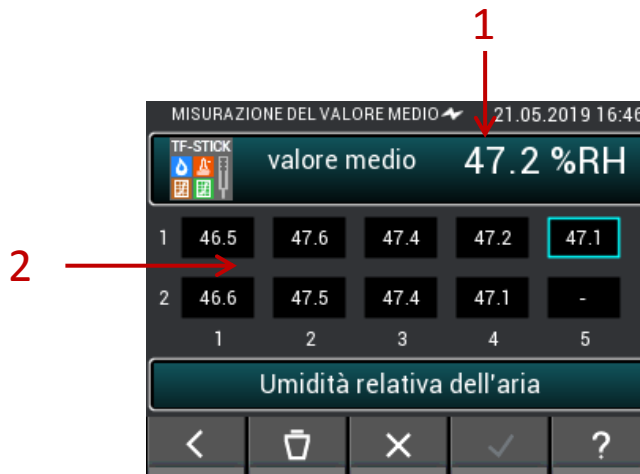 1
MISURAZIONE DEL VALORE MEDIO 21.05.2019 16:46
TF-STICK
valore medio 47.2 %RH
1 46.5 47.6 47.4 47.2 47.1
2
2 46.6 47.5 47.4 47.1 -
1 2 3 4 5
Umidità relativa dell'aria
?